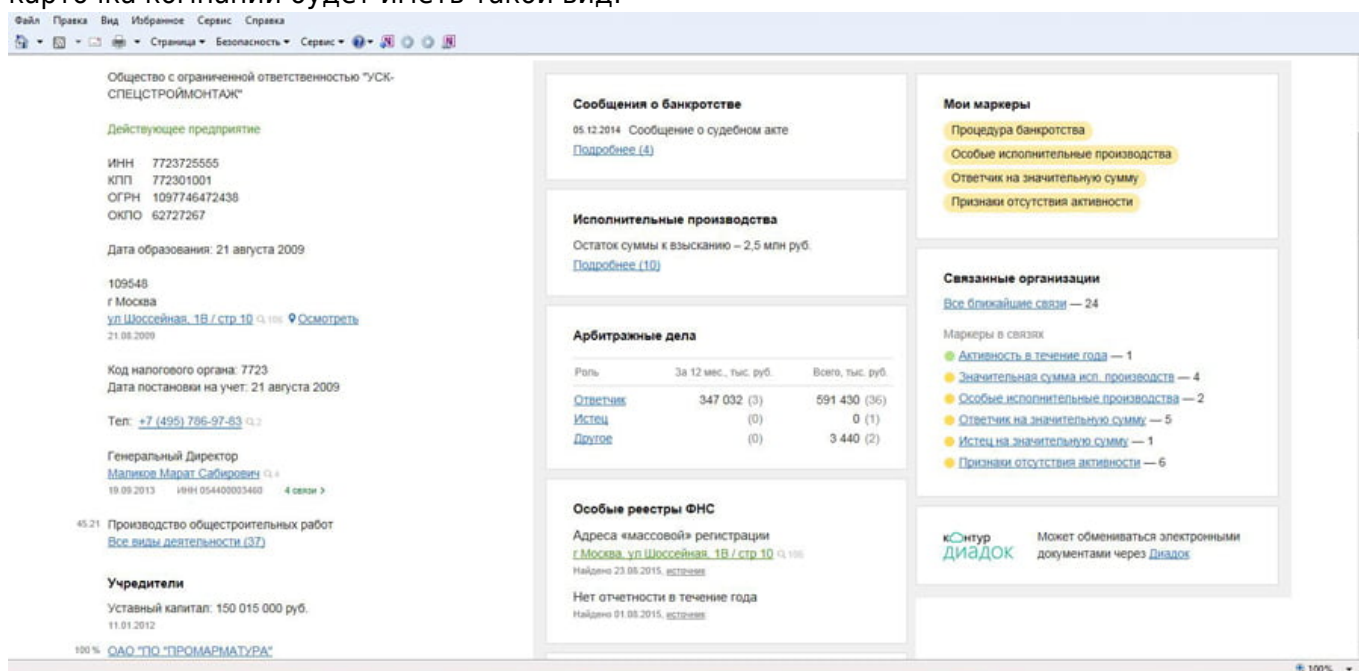 карточка компании будет иметь такой вид:
Файл Правка Вид Избранное Сервис Справка
Страница Безопасность Сервис
Общество с ограниченной ответственностью "УСК-
СПЕЦСТРОЙМОНТАЖ"
Действующее предприятие
ИНН 7723725555
КПП 772301001
ОГРН 1097746472438
ОКПО 62727267
Дата образования: 21 августа 2009
109548
г Москва
ул Шоссейная, 1В / стр 10 106 Осмотреть
21.08.2009
Код налогового органа: 7723
Дата постановки на учет: 21 августа 2009
Тел: +7 (495) 786-97-63 2
Генеральный Директор
Маликов Марат Сабирович 4
19.09.2013 ИНН 054400003460 4 связи >
45.21 Производство общестроительных работ
Все виды деятельности (37)
Учредители
Уставный капитал: 150 015 000 руб.
11.01.2012
100 % ОАО "ПО "ПРОМАРМАТУРА"
Сообщения о банкротстве
05.12.2014 Сообщение о судебном акте
Подробнее (4)
Исполнительные производства
Остаток суммы к взысканию – 2,5 млн руб.
Подробнее (10)
Арбитражные дела
Роль За 12 мес., тыс. руб. Всего, тыс. руб.
Ответчик 347 032 (3) 591 430 (36)
Истец (0) 0 (1)
Другое (0) 3 440 (2)
Особые реестры ФНС
Адреса «массовой» регистрации
г Москва, ул Шоссейная, 1В / стр 10 106
Найдено 23.08.2015, источник
Нет отчетности в течение года
Найдено 01.08.2015, источник
Мои маркеры
Процедура банкротства
Особые исполнительные производства
Ответчик на значительную сумму
Признаки отсутствия активности
Связанные организации
Все ближайшие связи — 24
Маркеры в связях
Активность в течение года — 1
Значительная сумма исп. производств — 4
Особые исполнительные производства — 2
Ответчик на значительную сумму — 5
Истец на значительную сумму — 1
Признаки отсутствия активности — 6
контур
диадок
Может обмениваться электронными
документами через Диадок
100%